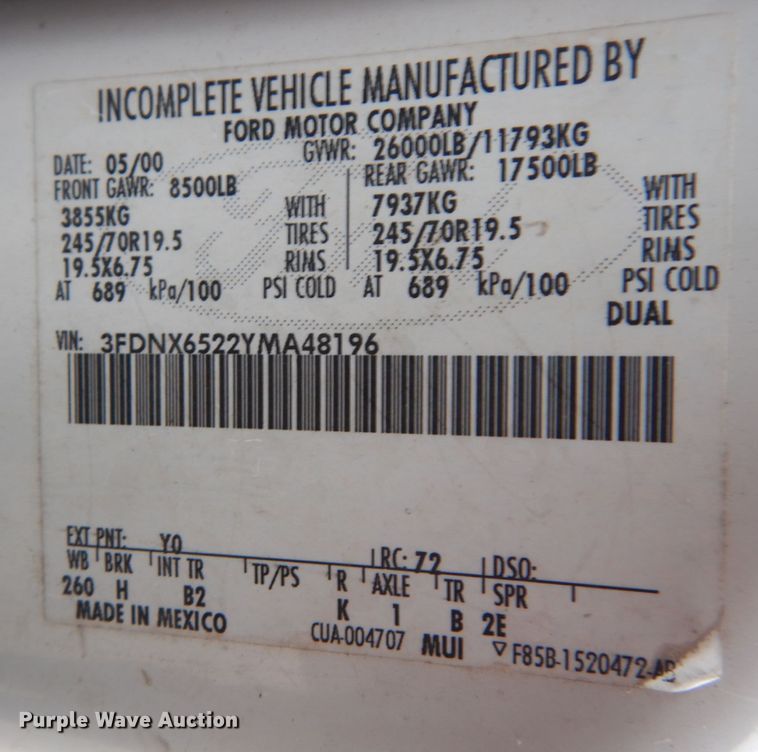 INCOMPLETE VEHICLE MANUFACTURED BY
FORD MOTOR COMPANY
DATE: 05/00 GVWR: 26000LB/11793KG
FRONT GAWR: 8500LB REAR GAWR: 17500LB
3855KG WITH 7937KG WITH
245/70R19.5 TIRES 245/70R19.5 TIRES
19.5X6.75 RIMS 19.5X6.75 RIMS
AT 689 kPa/100 PSI COLD AT 689 kPa/100 PSI COLD
DUAL
VIN: 3FDNX6522YMA48196
EXT PNT: YO RC: 72 DSO:
WB BRK INT TR TP/PS R AXLE TR SPR
260 H B2 K 1 B 2E
MADE IN MEXICO CUA-004707 MUI ▽F85B-1520472-AB
Purple Wave Auction